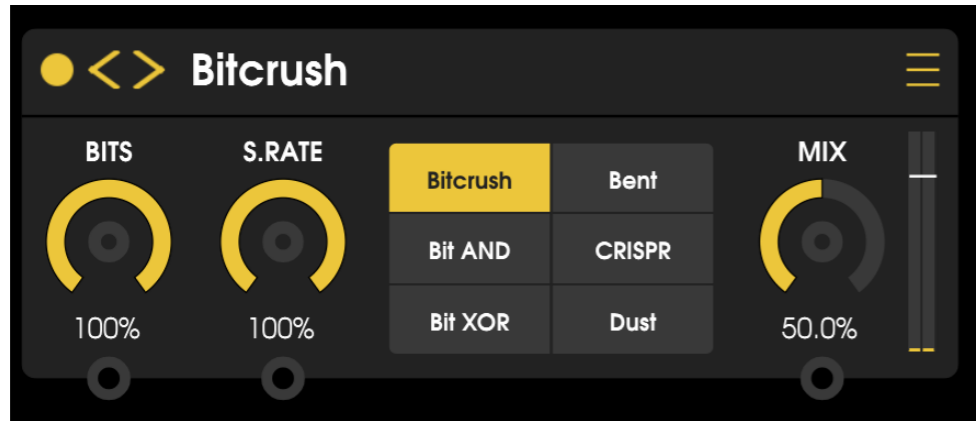 Bitcrush
BITS S.RATE MIX
Bitcrush Bent
Bit AND CRISPR
Bit XOR Dust
100% 100% 50.0%